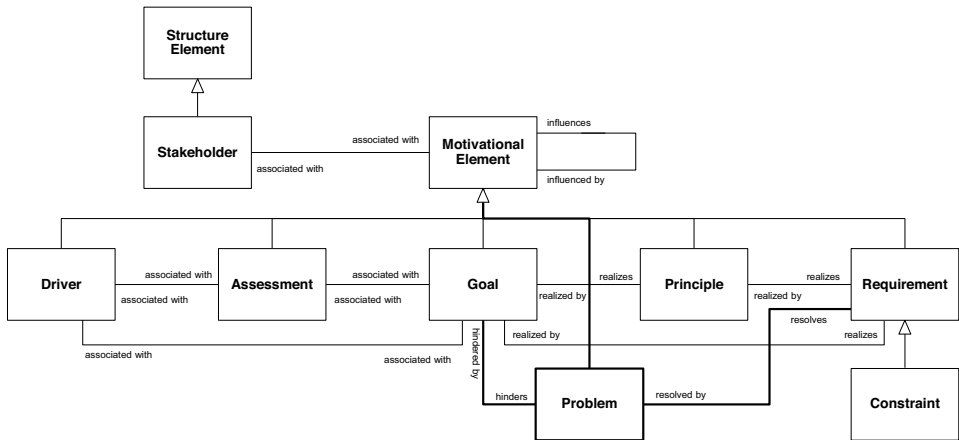 Structure
Element
Stakeholder
associated with
associated with
Motivational
Element
influences
influenced by
Driver
associated with
associated with
Assessment
associated with
associated with
Goal
realizes
realized by
Principle
realizes
realized by
Requirement
resolves
associated with
associated with
hindered by
realized by
realizes
hinders
Problem
resolved by
Constraint